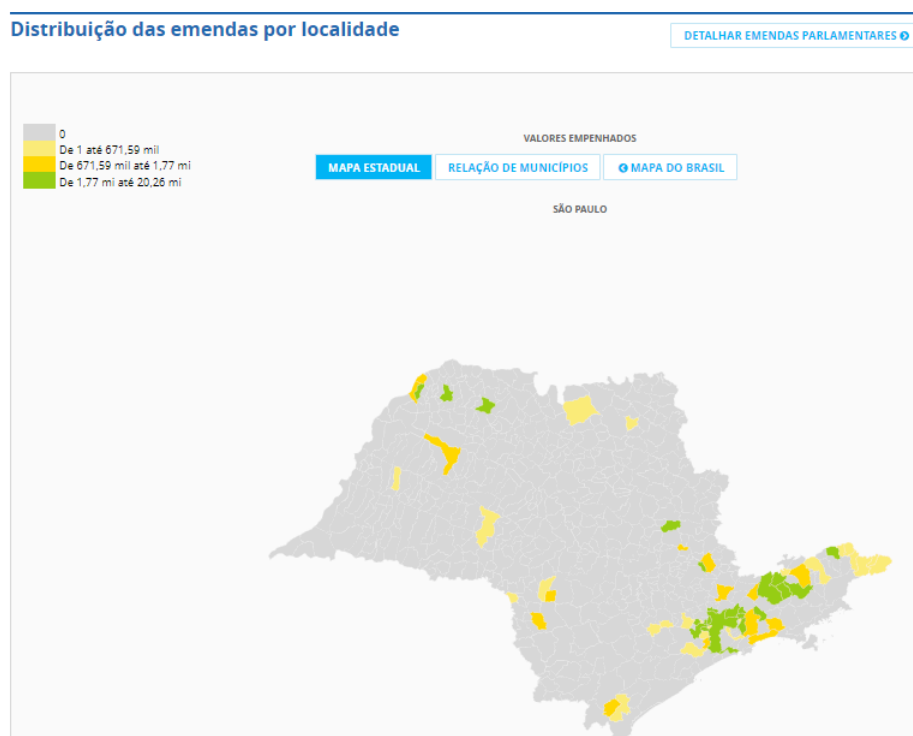 Distribuição das emendas por localidade
DETALHAR EMENDAS PARLAMENTARES
0
De 1 até 671,59 mil
De 671,59 mil até 1,77 mi
De 1,77 mi até 20,26 mi
VALORES EMPENHADOS
MAPA ESTADUAL
RELAÇÃO DE MUNICÍPIOS
MAPA DO BRASIL
SÃO PAULO